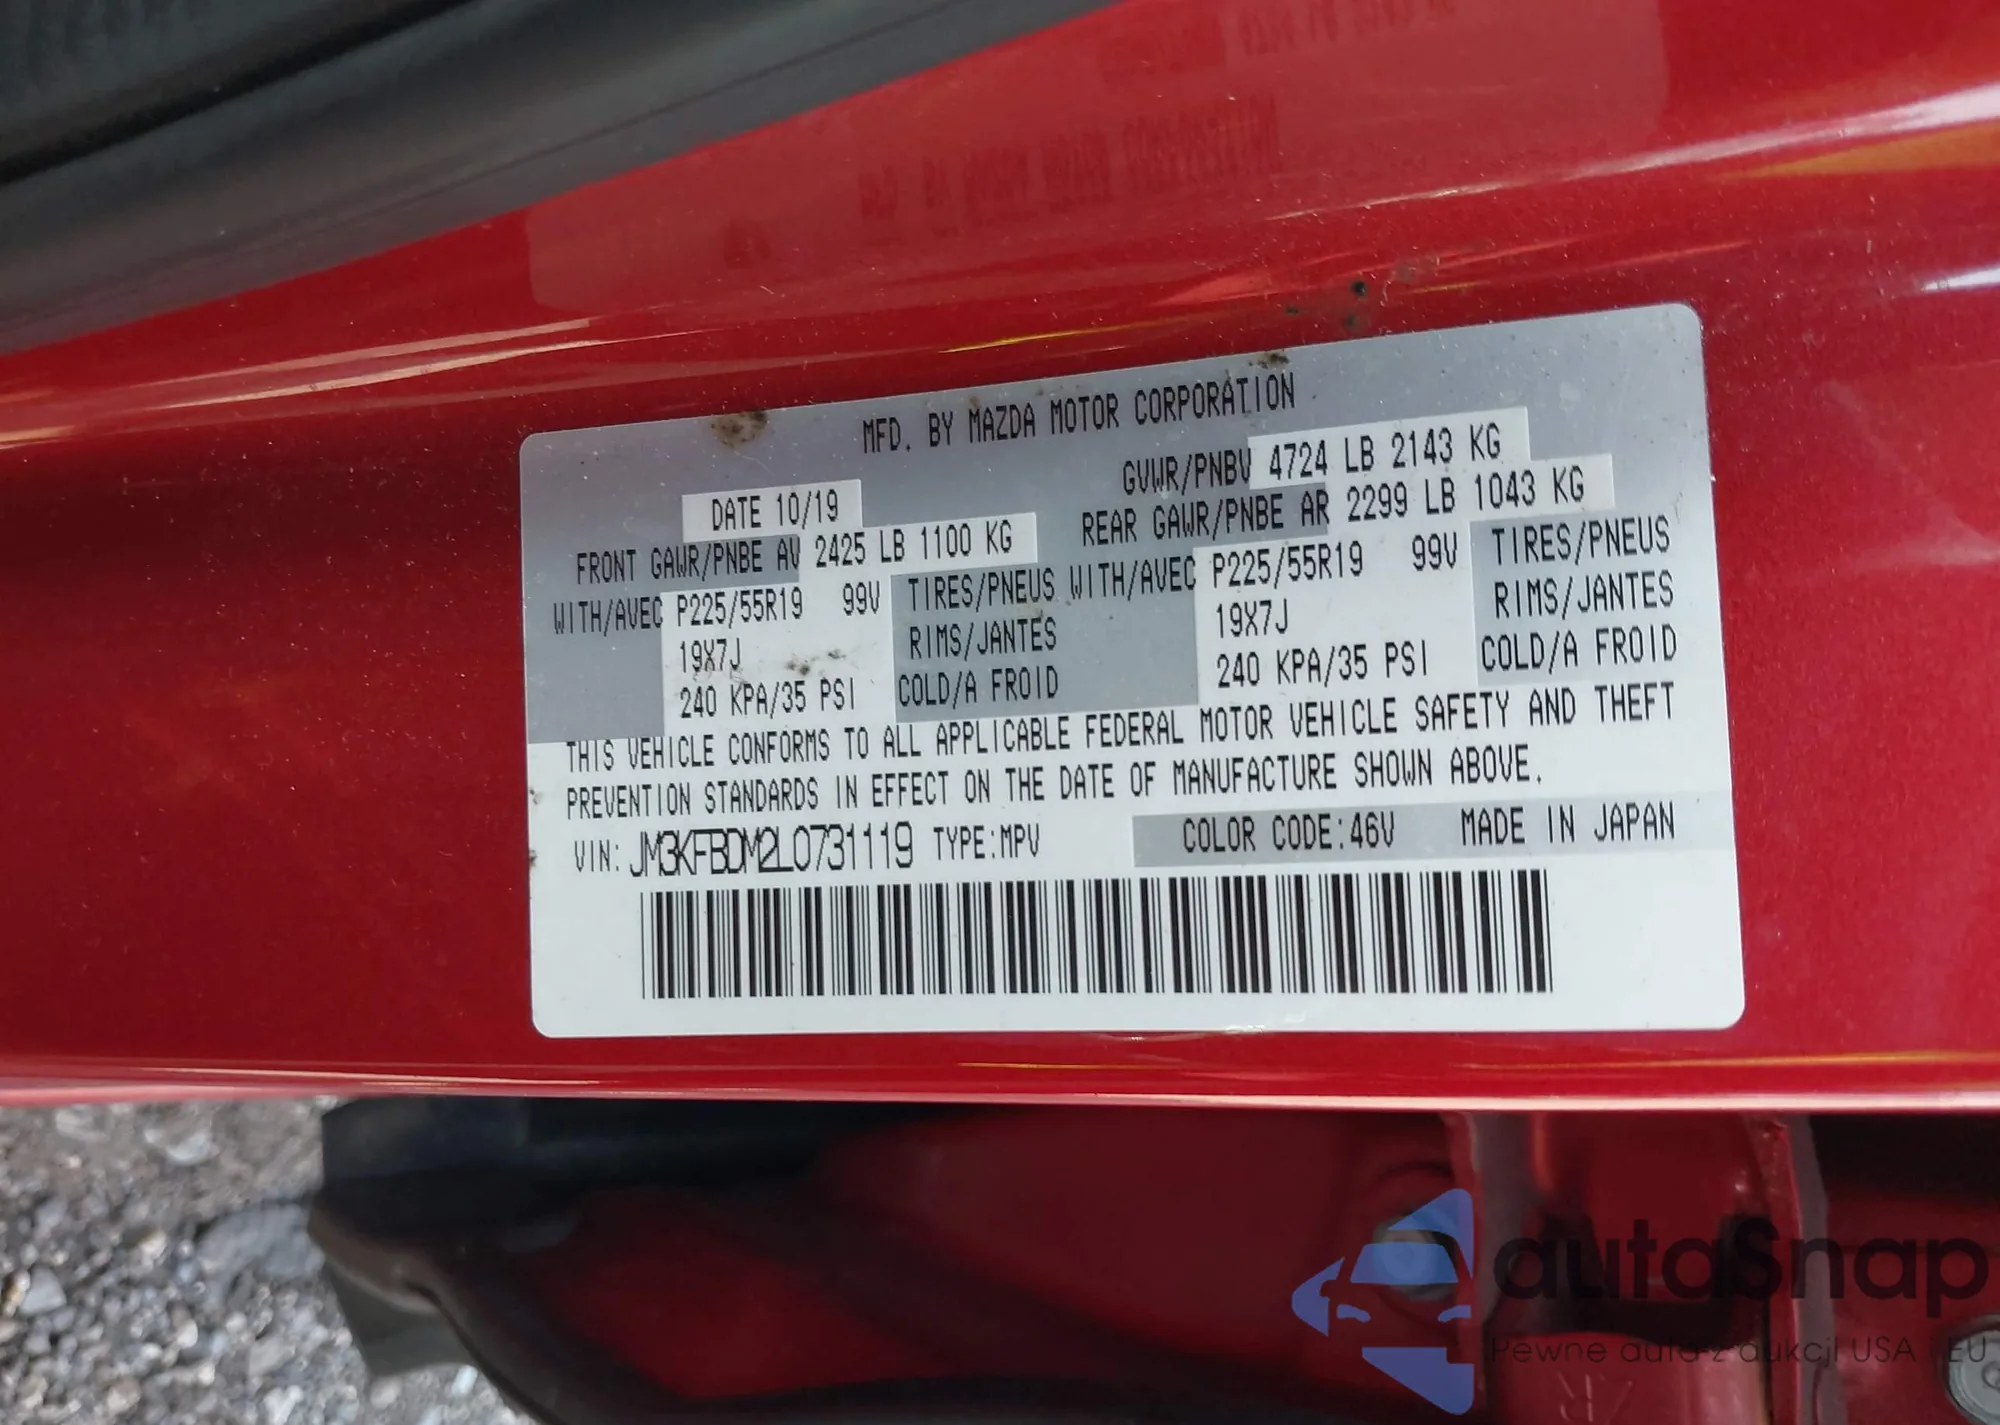 MFD. BY MAZDA MOTOR CORPORATION
DATE 10/19
GVWR/PNBV 4724 LB 2143 KG
FRONT GAWR/PNBE AV 2425 LB 1100 KG
REAR GAWR/PNBE AR 2299 LB 1043 KG
WITH/AVEC P225/55R19 99V TIRES/PNEUS WITH/AVEC P225/55R19 99V TIRES/PNEUS
19X7J RIMS/JANTES 19X7J RIMS/JANTES
240 KPA/35 PSI COLD/A FROID 240 KPA/35 PSI COLD/A FROID
THIS VEHICLE CONFORMS TO ALL APPLICABLE FEDERAL MOTOR VEHICLE SAFETY AND THEFT
PREVENTION STANDARDS IN EFFECT ON THE DATE OF MANUFACTURE SHOWN ABOVE.
VIN: JM3KFBDM2L0731119 TYPE:MPV COLOR CODE:46V MADE IN JAPAN
autoSnap
Pewne auto z aukcji USA i EU